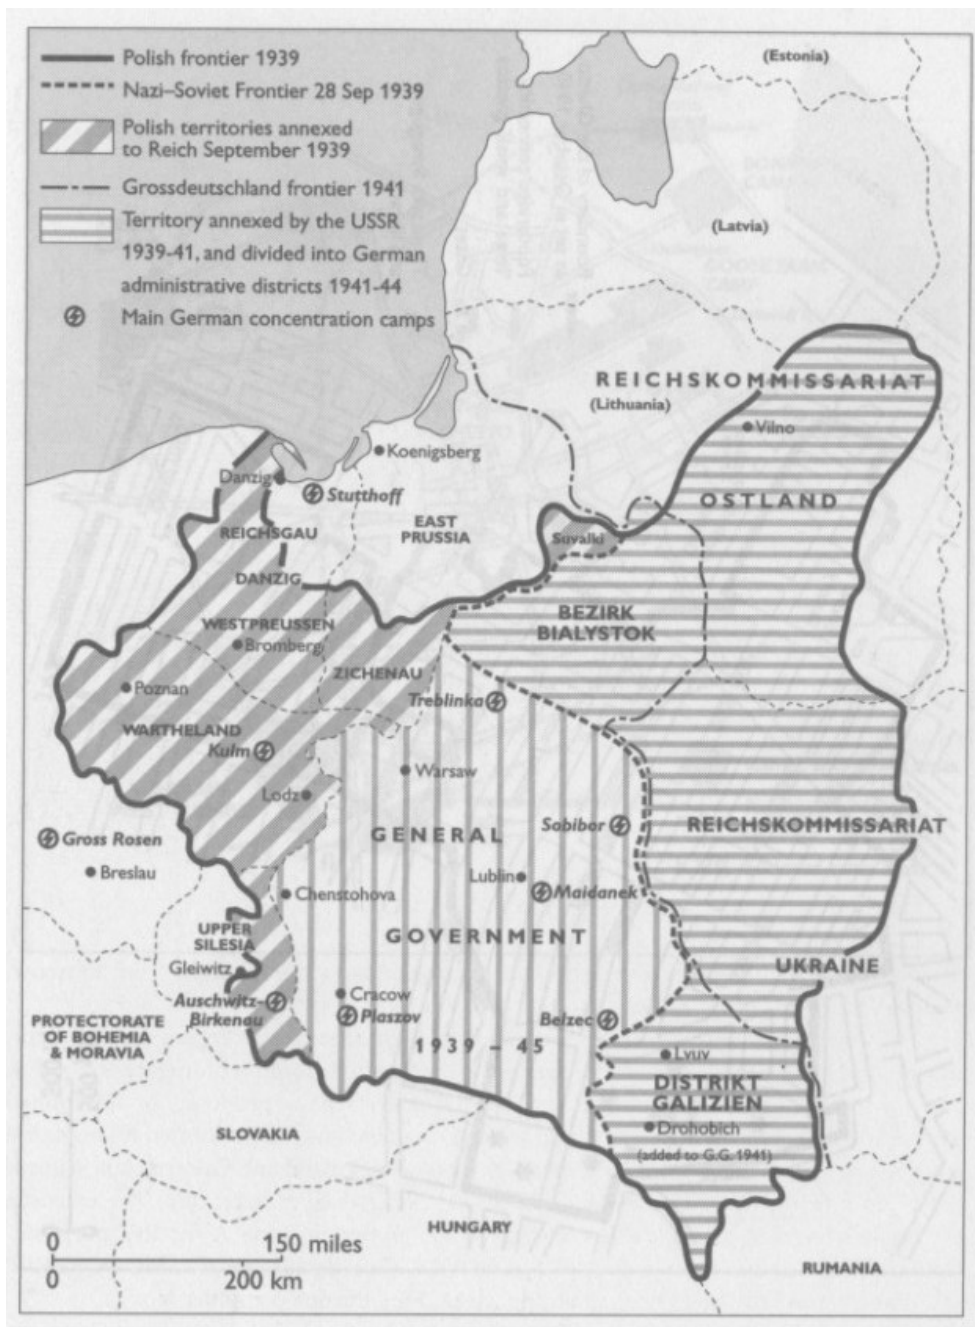 Polish frontier 1939
Nazi–Soviet Frontier 28 Sep 1939
Polish territories annexed
to Reich September 1939
Grossdeutschland frontier 1941
Territory annexed by the USSR
1939-41, and divided into German
administrative districts 1941-44
Main German concentration camps
(Estonia)
(Latvia)
REICHSKOMMISSARIAT
(Lithuania)
Vilno
OSTLAND
Koenigsberg
Danzig
Stutthoff
EAST
PRUSSIA
Suvalki
REICHSGAU
DANZIG
WESTPREUSSEN
Bromberg
BEZIRK
BIALYSTOK
ZICHENAU
Poznan
Treblinka
WARTHELAND
Kulm
Warsaw
Lodz
GENERAL
Sobibor
REICHSKOMMISSARIAT
Gross Rosen
Breslau
Lublin
Maidanek
Chenstohova
GOVERNMENT
UPPER
SILESIA
Gleiwitz
UKRAINE
Auschwitz-
Birkenau
Cracow
Plaszov
Belzec
PROTECTORATE
OF BOHEMIA
& MORAVIA
1939 – 45
Lvuv
DISTRIKT
GALIZIEN
Drohobich
(added to G.G. 1941)
SLOVAKIA
HUNGARY
RUMANIA
0 150 miles
0 200 km